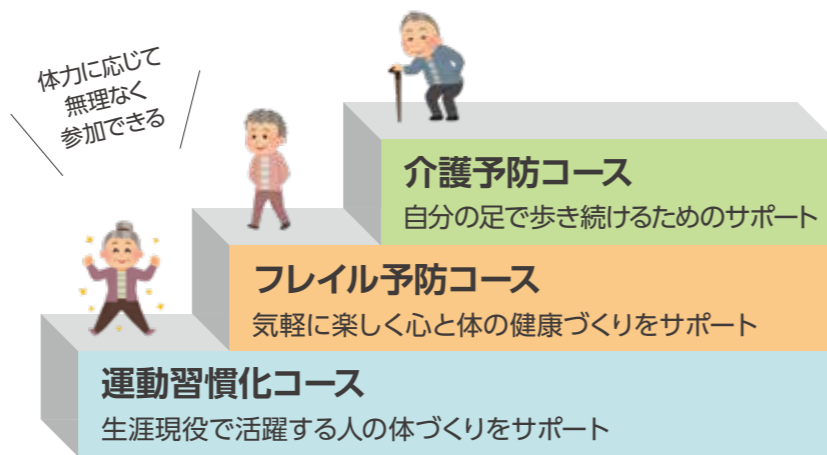 体力に応じて
無理なく
参加できる
介護予防コース
自分の足で歩き続けるためのサポート
フレイル予防コース
気軽に楽しく心と体の健康づくりをサポート
運動習慣化コース
生涯現役で活躍する人の体づくりをサポート